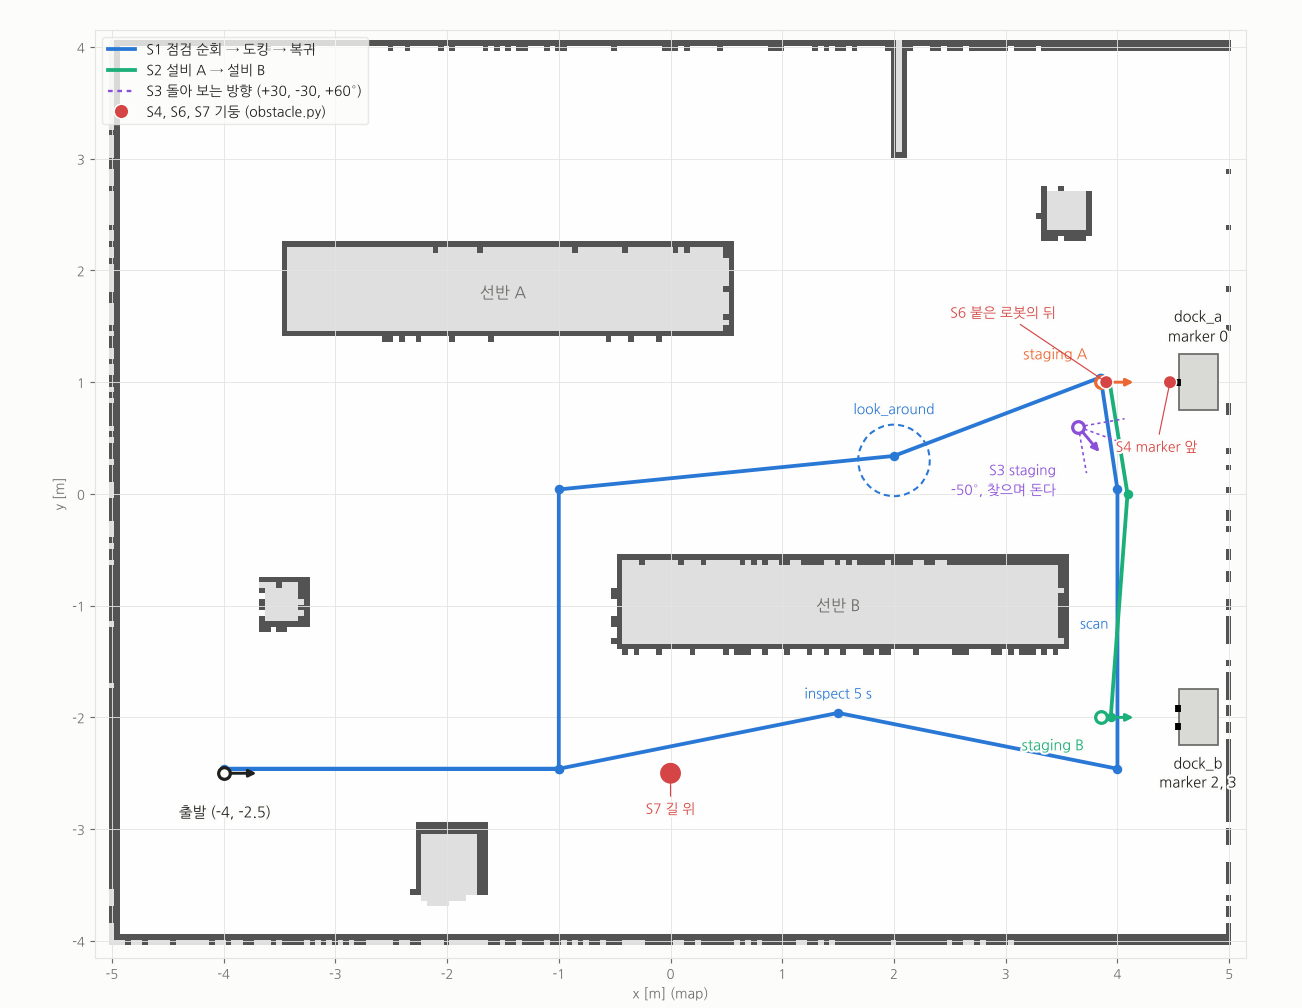 S1 점검 순회 → 도킹 → 복귀
S2 설비 A → 설비 B
S3 돌아 보는 방향 (+30, -30, +60˚)
S4, S6, S7 기둥 (obstacle.py)
4
3
2
1
0
-1
-2
-3
-4
y [m]
선반 A
S6 붙은 로봇의 뒤
dock_a
marker 0
staging A
look_around
S4 marker 앞
S3 staging
-50˚, 찾으며 돈다
선반 B
scan
inspect 5 s
staging B
dock_b
marker 2, 3
출발 (-4, -2.5)
S7 길 위
-5
-4
-3
-2
-1
0
1
2
3
4
5
x [m] (map)